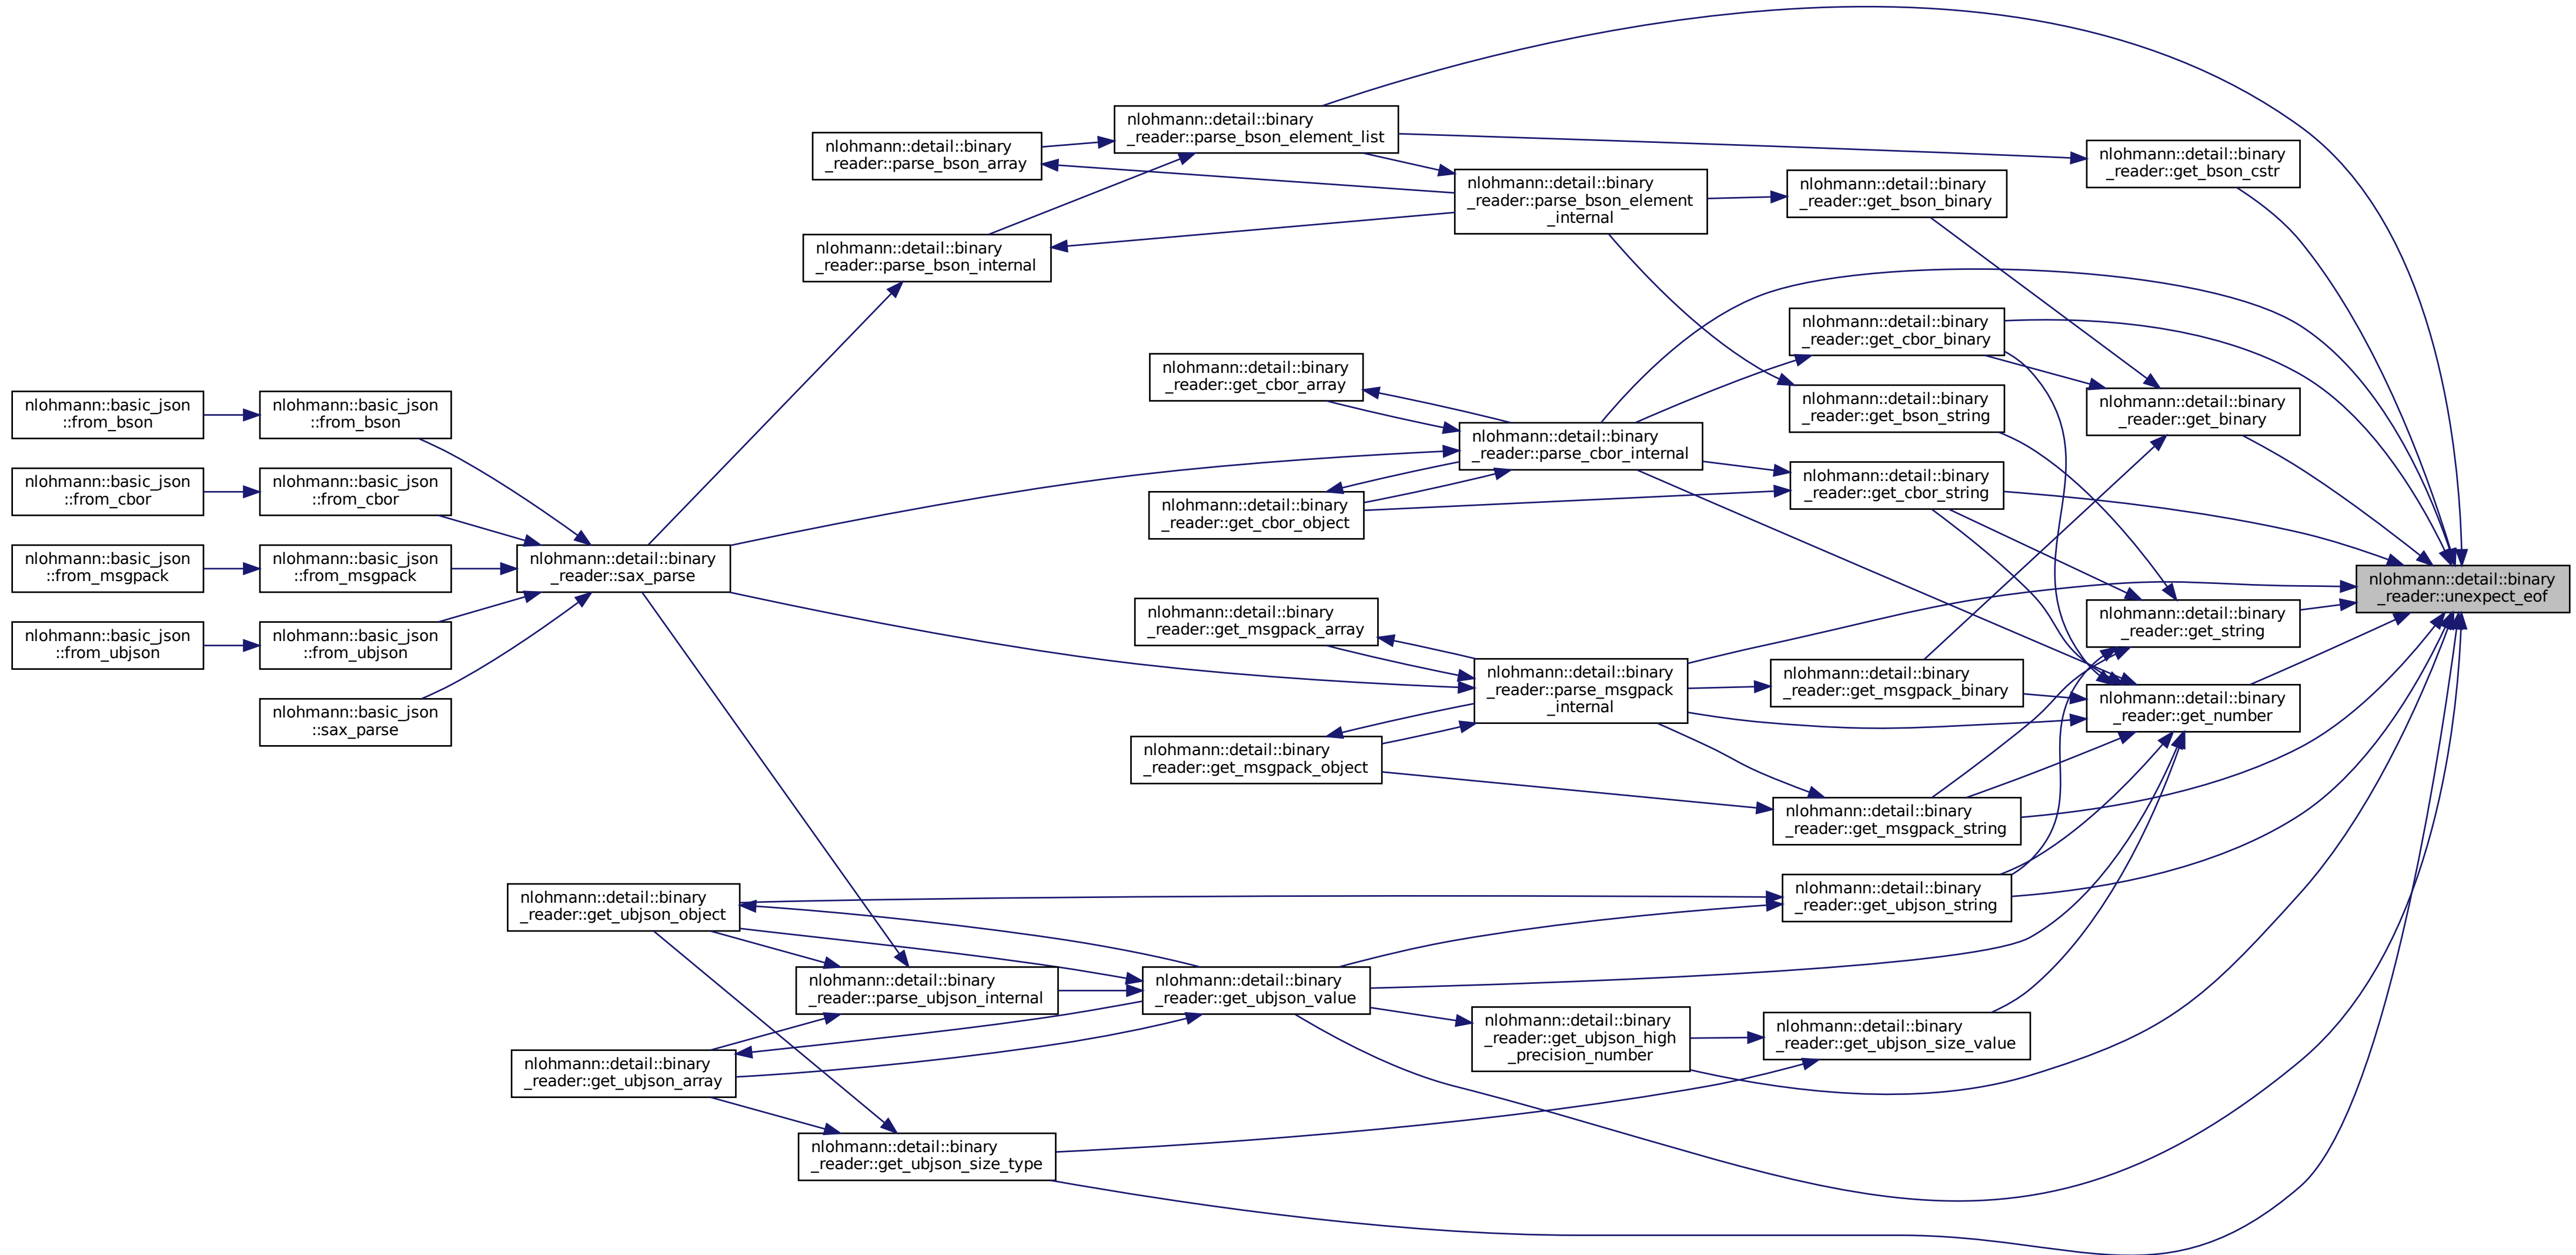 nlohmann::basic_json
::from_bson
nlohmann::basic_json
::from_cbor
nlohmann::basic_json
::from_msgpack
nlohmann::basic_json
::from_ubjson
nlohmann::basic_json
::from_bson
nlohmann::basic_json
::from_cbor
nlohmann::basic_json
::from_msgpack
nlohmann::basic_json
::from_ubjson
nlohmann::basic_json
::sax_parse
nlohmann::detail::binary
_reader::sax_parse
nlohmann::detail::binary
_reader::get_ubjson_object
nlohmann::detail::binary
_reader::get_ubjson_array
nlohmann::detail::binary
_reader::parse_bson_array
nlohmann::detail::binary
_reader::parse_bson_internal
nlohmann::detail::binary
_reader::parse_ubjson_internal
nlohmann::detail::binary
_reader::get_ubjson_size_type
nlohmann::detail::binary
_reader::parse_bson_element_list
nlohmann::detail::binary
_reader::get_cbor_array
nlohmann::detail::binary
_reader::get_cbor_object
nlohmann::detail::binary
_reader::get_msgpack_array
nlohmann::detail::binary
_reader::get_msgpack_object
nlohmann::detail::binary
_reader::get_ubjson_value
nlohmann::detail::binary
_reader::parse_bson_element
_internal
nlohmann::detail::binary
_reader::parse_cbor_internal
nlohmann::detail::binary
_reader::parse_msgpack
_internal
nlohmann::detail::binary
_reader::get_ubjson_high
_precision_number
nlohmann::detail::binary
_reader::get_bson_binary
nlohmann::detail::binary
_reader::get_cbor_binary
nlohmann::detail::binary
_reader::get_bson_string
nlohmann::detail::binary
_reader::get_cbor_string
nlohmann::detail::binary
_reader::get_msgpack_binary
nlohmann::detail::binary
_reader::get_msgpack_string
nlohmann::detail::binary
_reader::get_ubjson_string
nlohmann::detail::binary
_reader::get_ubjson_size_value
nlohmann::detail::binary
_reader::get_bson_cstr
nlohmann::detail::binary
_reader::get_binary
nlohmann::detail::binary
_reader::get_string
nlohmann::detail::binary
_reader::get_number
nlohmann::detail::binary
_reader::unexpect_eof